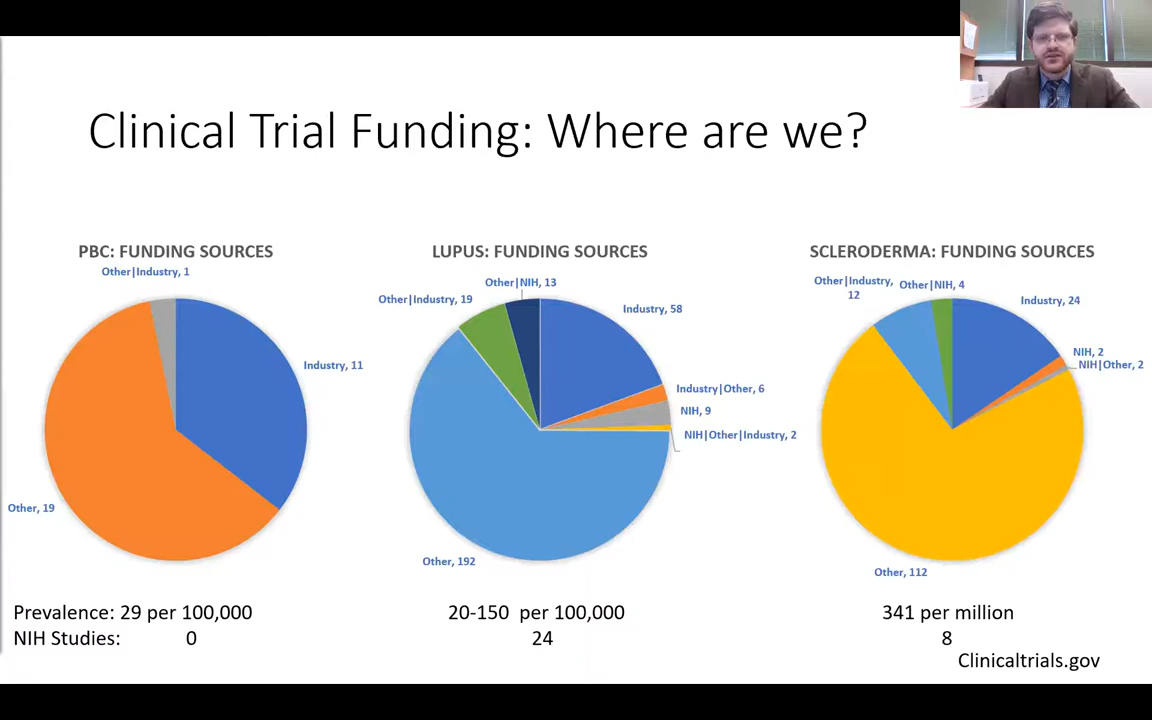 Clinical Trial Funding: Where are we?
PBC: FUNDING SOURCES
Other|Industry, 1
Industry, 11
Other, 19
LUPUS: FUNDING SOURCES
Other|NIH, 13
Other|Industry, 19
Industry, 58
Industry|Other, 6
NIH, 9
NIH|Other|Industry, 2
Other, 192
SCLERODERMA: FUNDING SOURCES
Other|Industry,
12
Other|NIH, 4
Industry, 24
NIH, 2
NIH|Other, 2
Other, 112
Prevalence: 29 per 100,000
20-150 per 100,000
341 per million
NIH Studies: 0
24
8
Clinicaltrials.gov